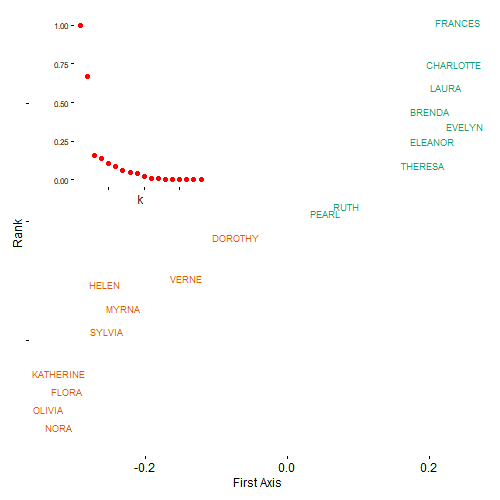 FRANCES
1.00
CHARLOTTE
0.75
LAURA
0.50
BRENDA
EVELYN
0.25
ELEANOR
THERESA
0.00
k
RUTH
PEARL
Rank
DOROTHY
VERNE
HELEN
MYRNA
SYLVIA
KATHERINE
FLORA
OLIVIA
NORA
-0.2 0.0 0.2
First Axis